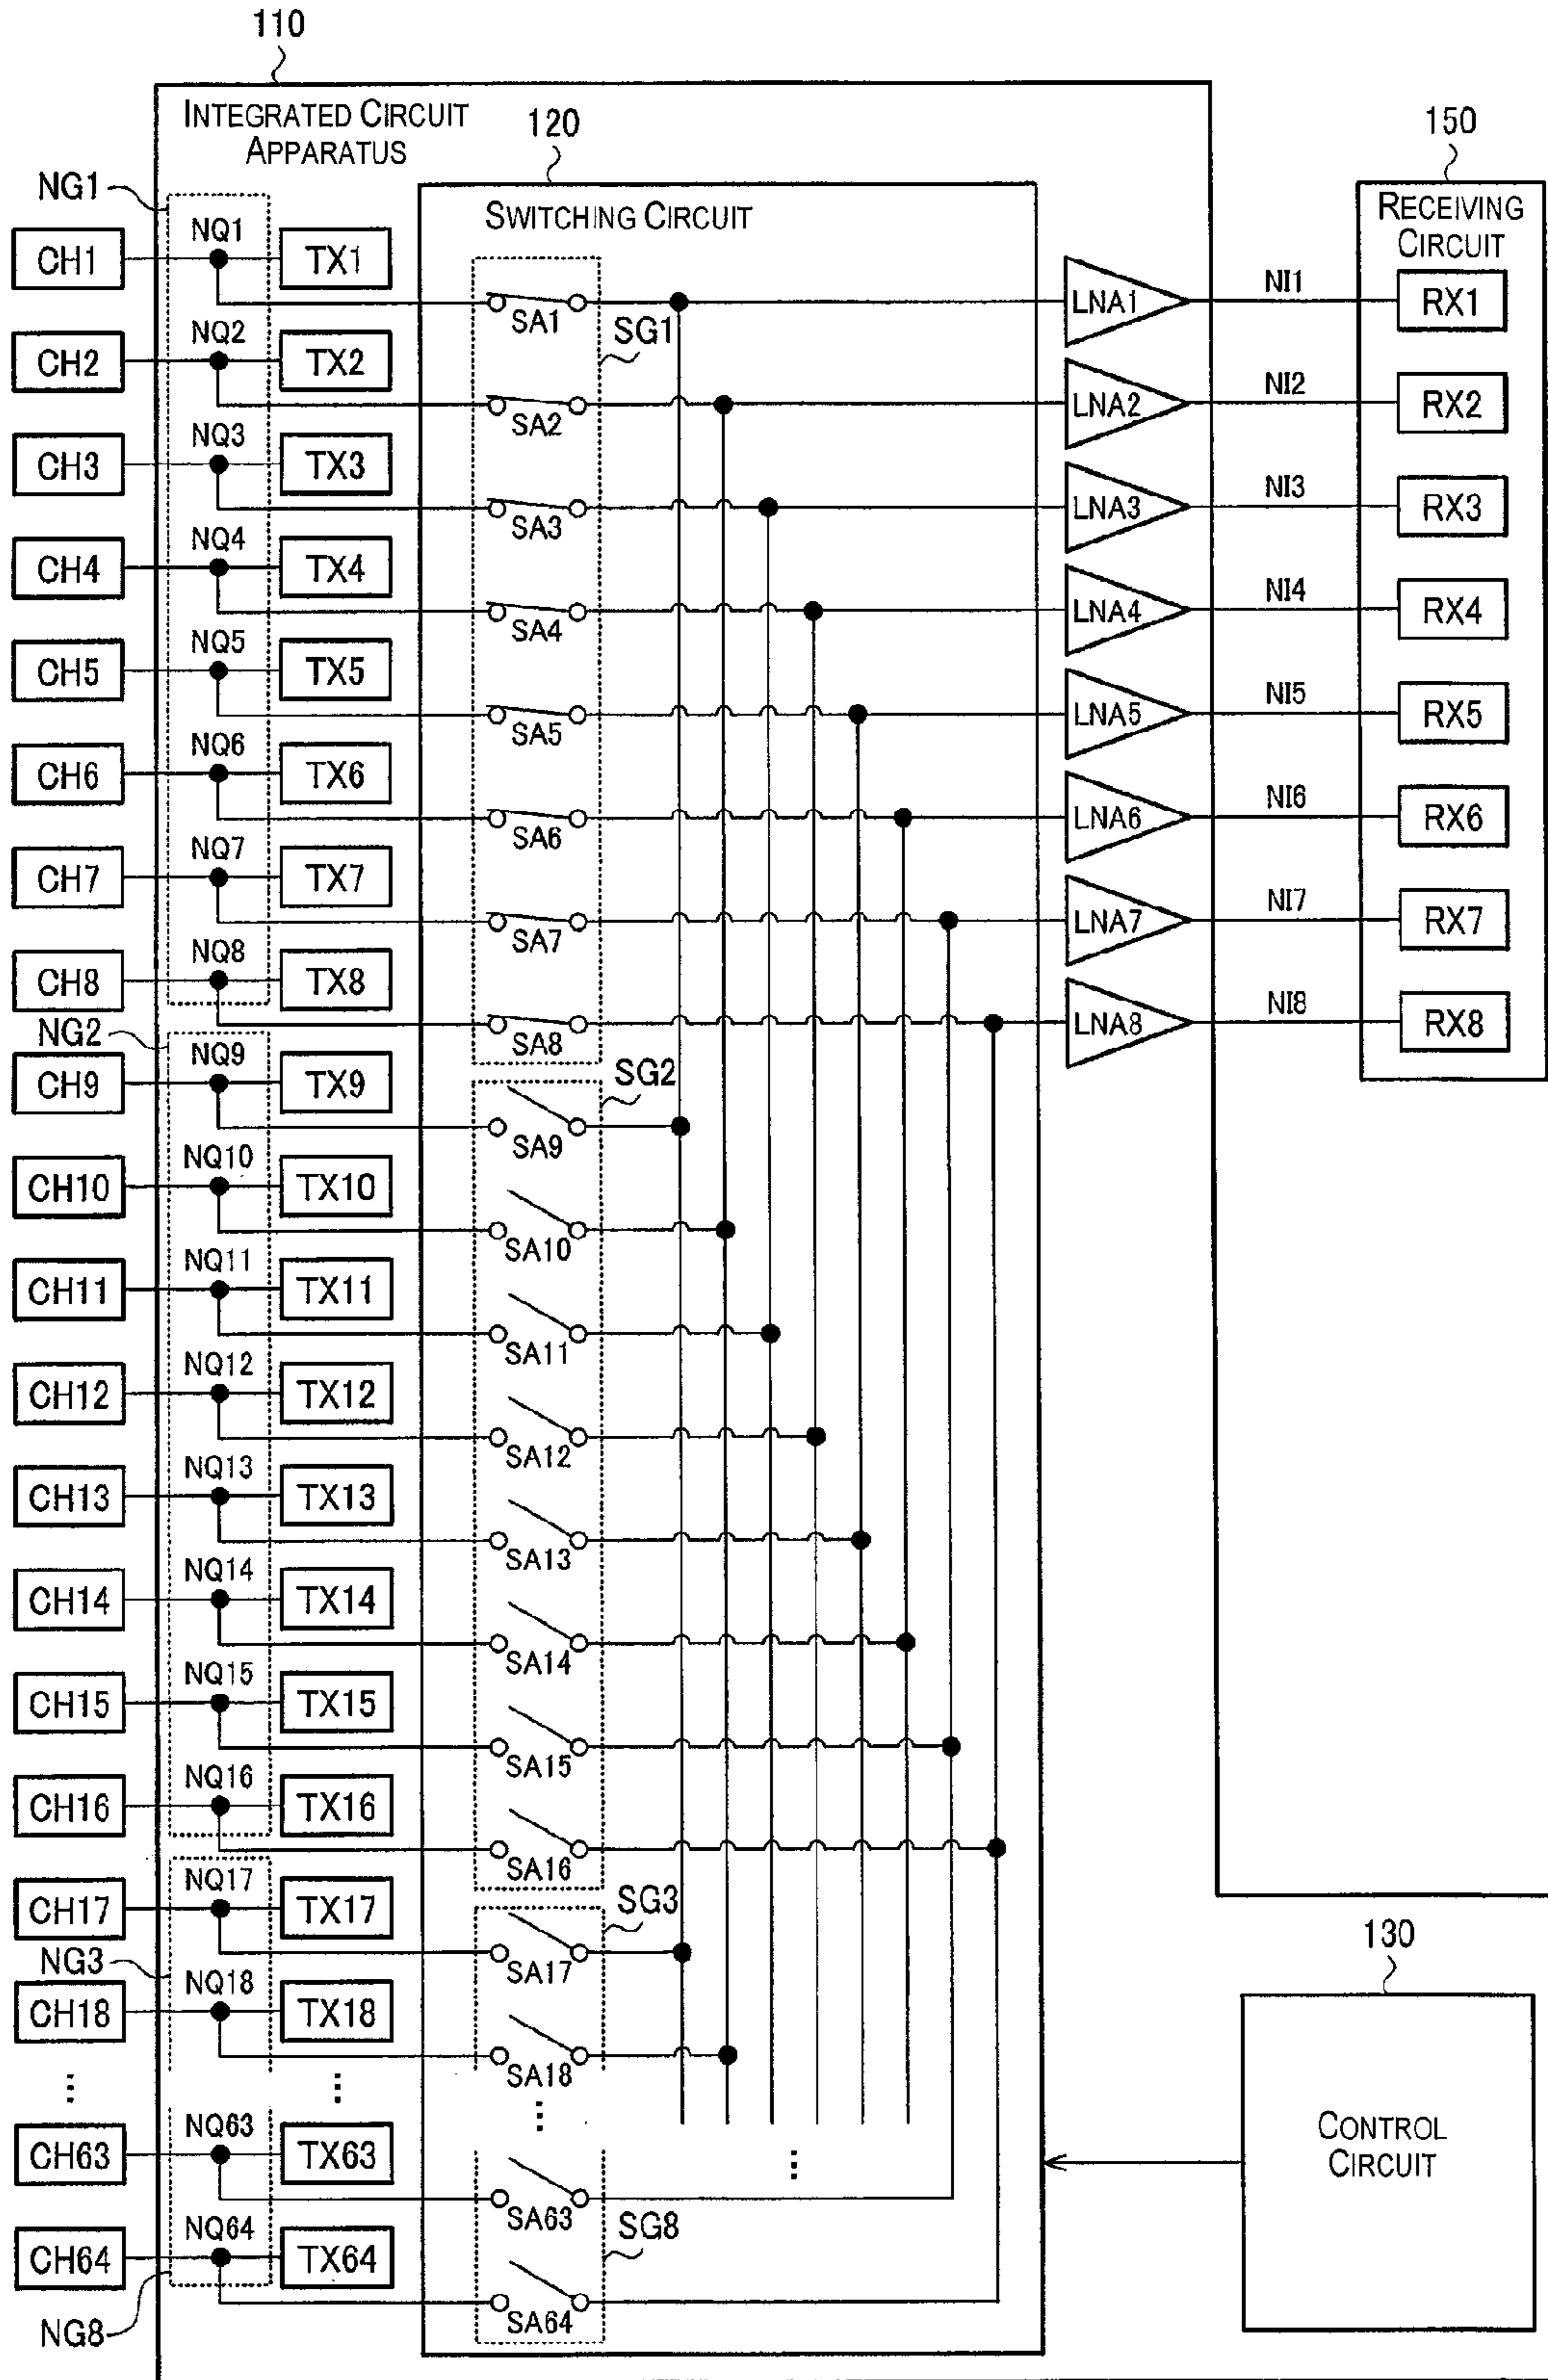 110
INTEGRATED CIRCUIT
APPARATUS
120
150
NG1
SWITCHING CIRCUIT
RECEIVING
CIRCUIT
CH1
NQ1
TX1
SA1
SG1
LNA1
NI1
RX1
CH2
NQ2
TX2
SA2
LNA2
NI2
RX2
CH3
NQ3
TX3
SA3
LNA3
NI3
RX3
CH4
NQ4
TX4
SA4
LNA4
NI4
RX4
CH5
NQ5
TX5
SA5
LNA5
NI5
RX5
CH6
NQ6
TX6
SA6
LNA6
NI6
RX6
CH7
NQ7
TX7
SA7
LNA7
NI7
RX7
CH8
NQ8
TX8
SA8
LNA8
NI8
RX8
NG2
CH9
NQ9
TX9
SA9
SG2
CH10
NQ10
TX10
SA10
CH11
NQ11
TX11
SA11
CH12
NQ12
TX12
SA12
CH13
NQ13
TX13
SA13
CH14
NQ14
TX14
SA14
CH15
NQ15
TX15
SA15
CH16
NQ16
TX16
SA16
CH17
NQ17
TX17
SA17
SG3
NG3
CH18
NQ18
TX18
SA18
130
CH63
NQ63
TX63
SA63
CONTROL
CIRCUIT
CH64
NQ64
TX64
SA64
SG8
NG8